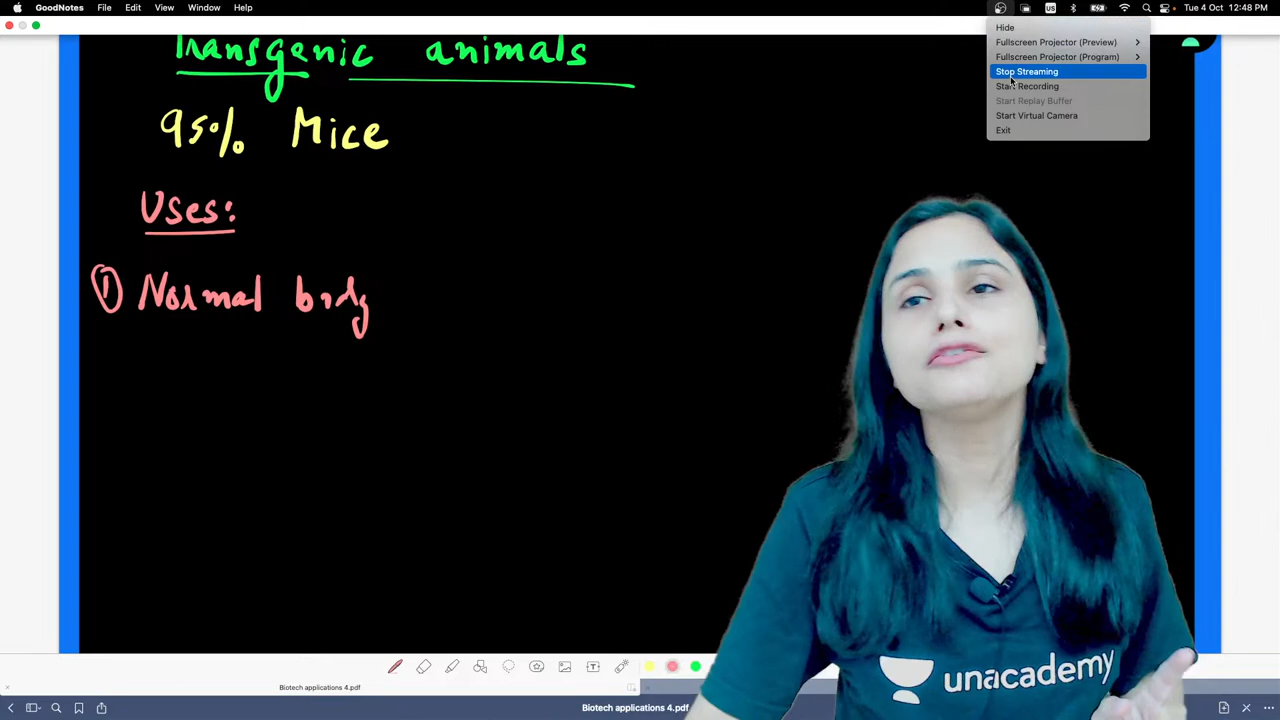 GoodNotes File Edit View Window Help US Tue 4 Oct 12:48 PM
Hide
Fullscreen Projector (Preview)
Fullscreen Projector (Program)
Stop Streaming
Start Recording
Start Replay Buffer
Start Virtual Camera
Exit
Transgenic animals
95% Mice
Uses:
① Normal body
unacademy
Biotech applications 4.pdf
Biotech applications 4.pdf